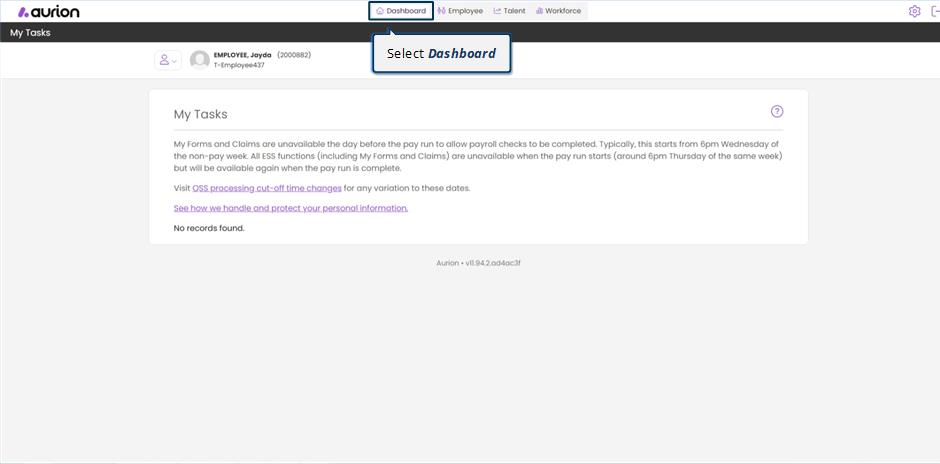 aurion
Dashboard Employee Talent Workforce
My Tasks
Select Dashboard
EMPLOYEE, Jayda (2000882)
T-Employee437
My Tasks
My Forms and Claims are unavailable the day before the pay run to allow payroll checks to be completed. Typically, this starts from 6pm Wednesday of
the non-pay week. All ESS functions (including My Forms and Claims) are unavailable when the pay run starts (around 6pm Thursday of the same week)
but will be available again when the pay run is complete.
Visit QSS processing cut-off time changes for any variation to these dates.
See how we handle and protect your personal information.
No records found.
Aurion • v11.94.2.ad4ac3f